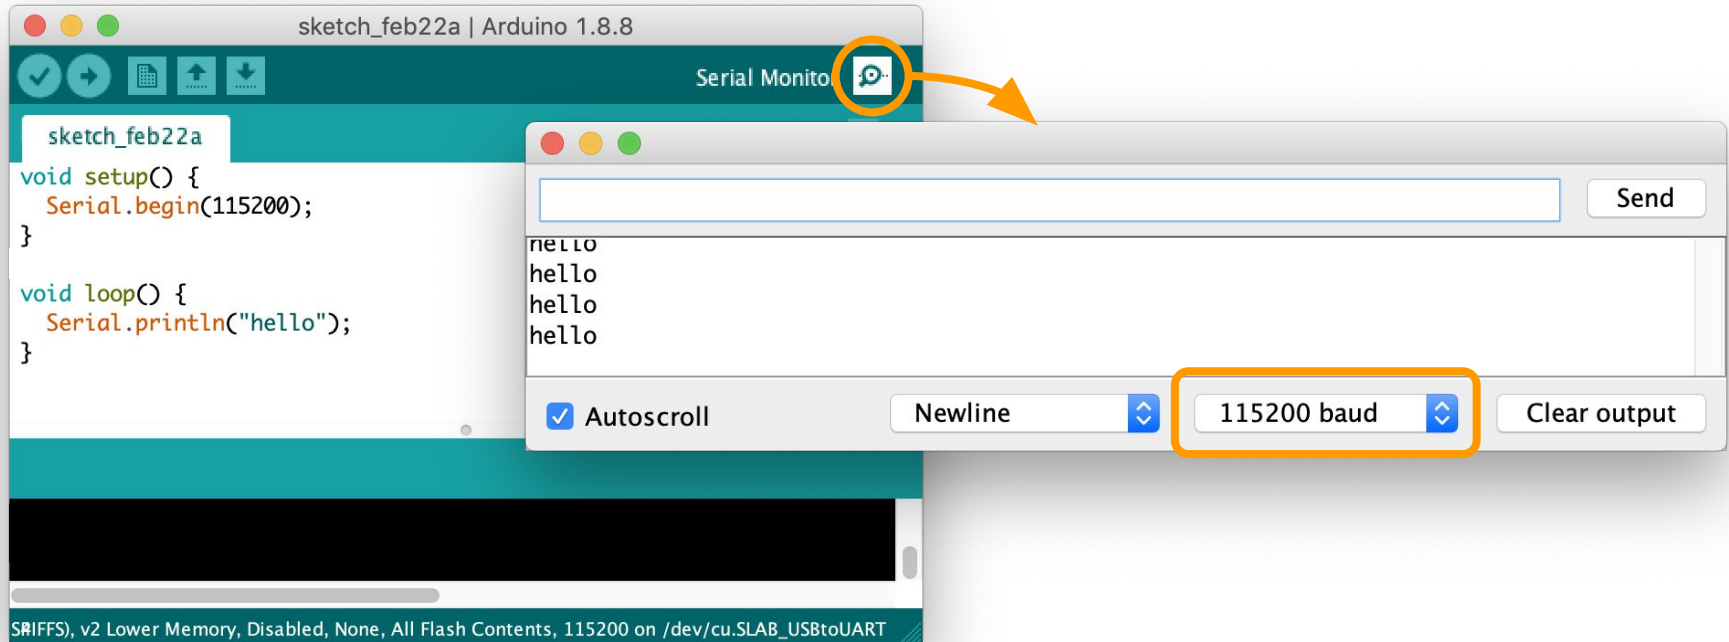 sketch_feb22a | Arduino 1.8.8
Serial Monitor
sketch_feb22a
void setup() {
  Serial.begin(115200);
}
void loop() {
  Serial.println("hello");
}
Send
hello
hello
hello
hello
Autoscroll
Newline
115200 baud
Clear output
v2 Lower Memory, Disabled, None, All Flash Contents, 115200 on /dev/cu.SLAB_USBtoUART